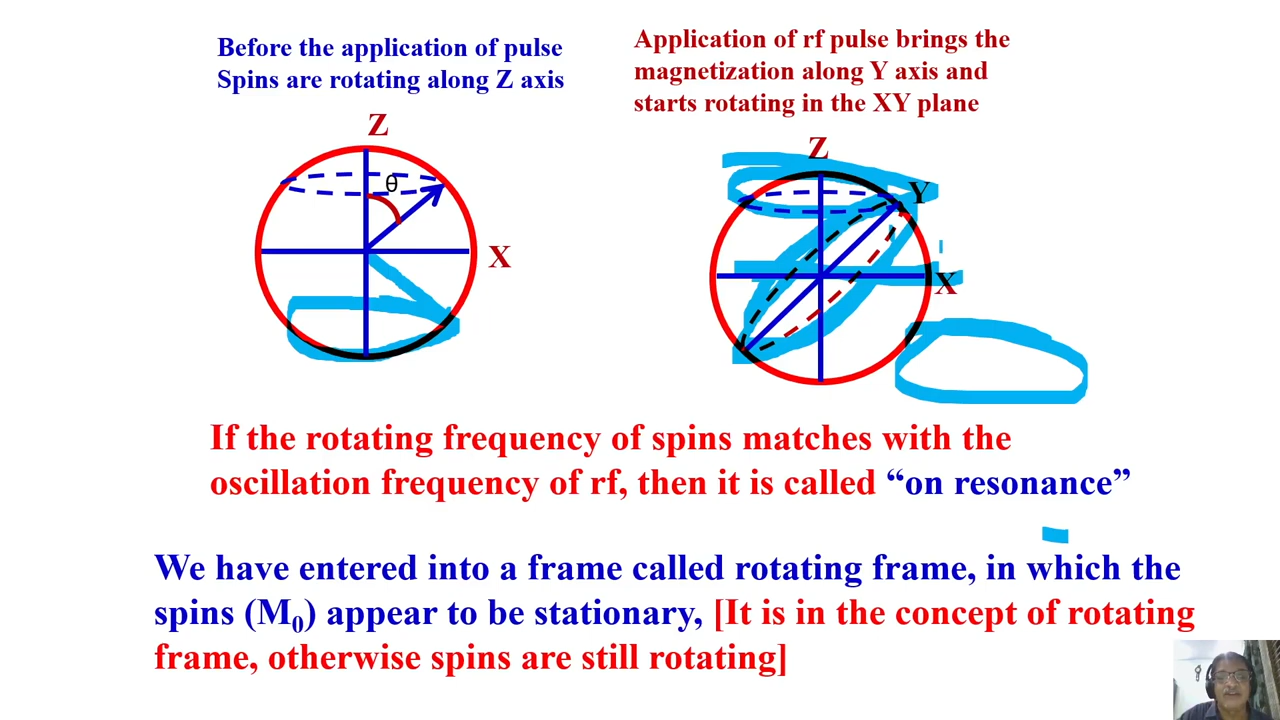 Before the application of pulse
Spins are rotating along Z axis
Application of rf pulse brings the
magnetization along Y axis and
starts rotating in the XY plane
Z
θ
X
Z
Y
X
If the rotating frequency of spins matches with the
oscillation frequency of rf, then it is called “on resonance”
We have entered into a frame called rotating frame, in which the
spins (M₀) appear to be stationary, [It is in the concept of rotating
frame, otherwise spins are still rotating]